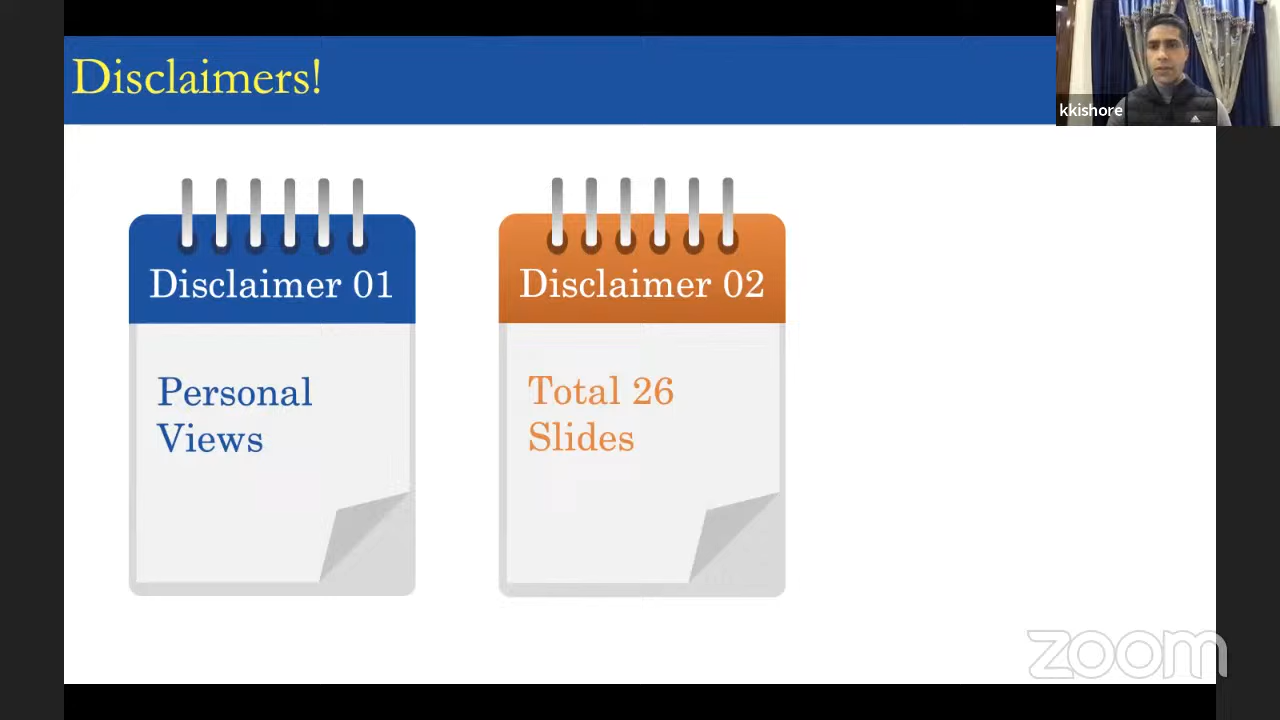 Disclaimers!
kkishore
Disclaimer 01
Personal
Views
Disclaimer 02
Total 26
Slides
zoom